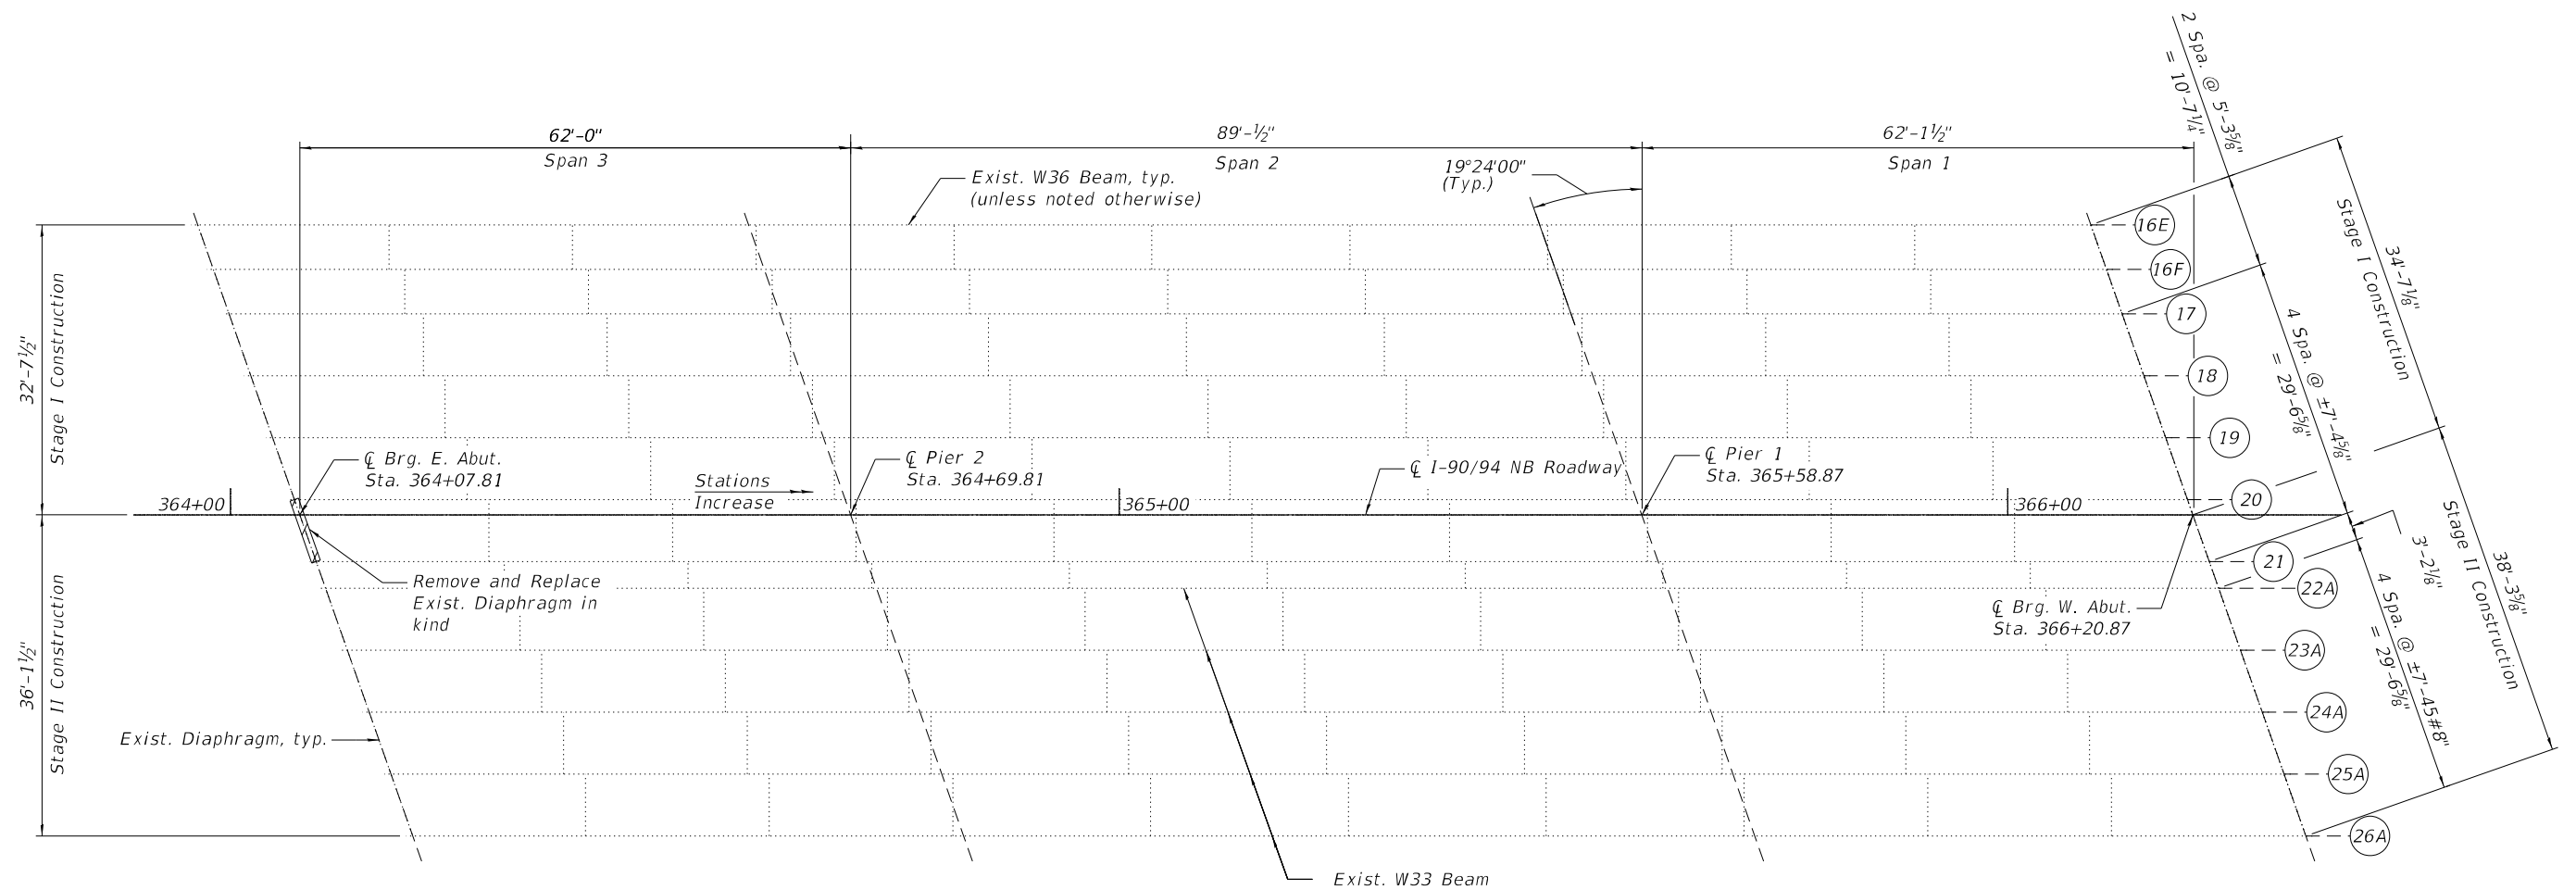 62'-0"
Span 3
89'-½"
Span 2
62'-1½"
Span 1
19°24'00"
(Typ.)
Exist. W36 Beam, typ.
(unless noted otherwise)
2 Spa. @ 5'-3⅝"
= 10'-7¼"
Stage I Construction
34'-7⅛"
4 Spa. @ ±7'-4⅝"
= 29'-6⅝"
16E
16F
17
18
19
20
21
22A
23A
24A
25A
26A
32'-7½"
Stage I Construction
36'-1½"
Stage II Construction
℄ Brg. E. Abut.
Sta. 364+07.81
℄ Pier 2
Sta. 364+69.81
℄ I-90/94 NB Roadway
℄ Pier 1
Sta. 365+58.87
Stations
Increase
364+00
365+00
366+00
Remove and Replace
Exist. Diaphragm in
kind
℄ Brg. W. Abut.
Sta. 366+20.87
3'-2⅛"
Stage II Construction
38'-3⅝"
4 Spa. @ ±7'-45#8"
= 29'-6⅝"
Exist. Diaphragm, typ.
Exist. W33 Beam